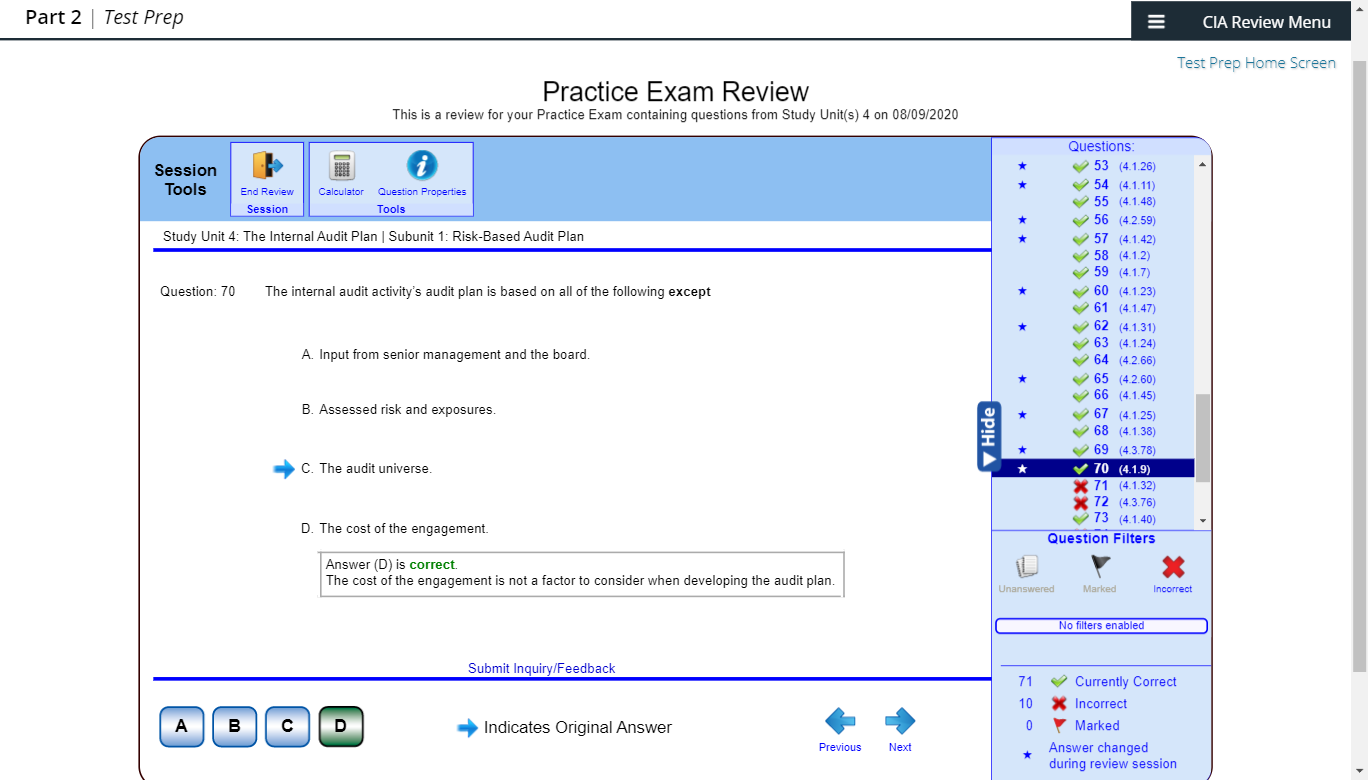 Part 2 | Test Prep
CIA Review Menu
Test Prep Home Screen
Practice Exam Review
This is a review for your Practice Exam containing questions from Study Unit(s) 4 on 08/09/2020
Session Tools
End Review
Session
Calculator
Question Properties
Tools
Study Unit 4: The Internal Audit Plan | Subunit 1: Risk-Based Audit Plan
Question: 70 The internal audit activity's audit plan is based on all of the following except
A. Input from senior management and the board.
B. Assessed risk and exposures.
C. The audit universe.
D. The cost of the engagement.
Answer (D) is correct.
The cost of the engagement is not a factor to consider when developing the audit plan.
Submit Inquiry/Feedback
A B C D
Indicates Original Answer
Previous
Next
Hide
Questions:
53 (4.1.26)
54 (4.1.11)
55 (4.1.48)
56 (4.2.59)
57 (4.1.42)
58 (4.1.2)
59 (4.1.7)
60 (4.1.23)
61 (4.1.47)
62 (4.1.31)
63 (4.1.24)
64 (4.2.66)
65 (4.2.60)
66 (4.1.45)
67 (4.1.25)
68 (4.1.38)
69 (4.3.78)
70 (4.1.9)
71 (4.1.32)
72 (4.3.76)
73 (4.1.40)
Question Filters
Unanswered
Marked
Incorrect
No filters enabled
71 Currently Correct
10 Incorrect
0 Marked
Answer changed
during review session